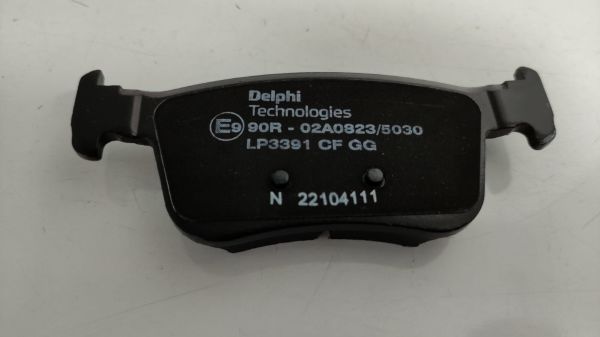 Delphi
Technologies
E9 90R - 02A0823/5030
LP3391 CF GG
N 22104111